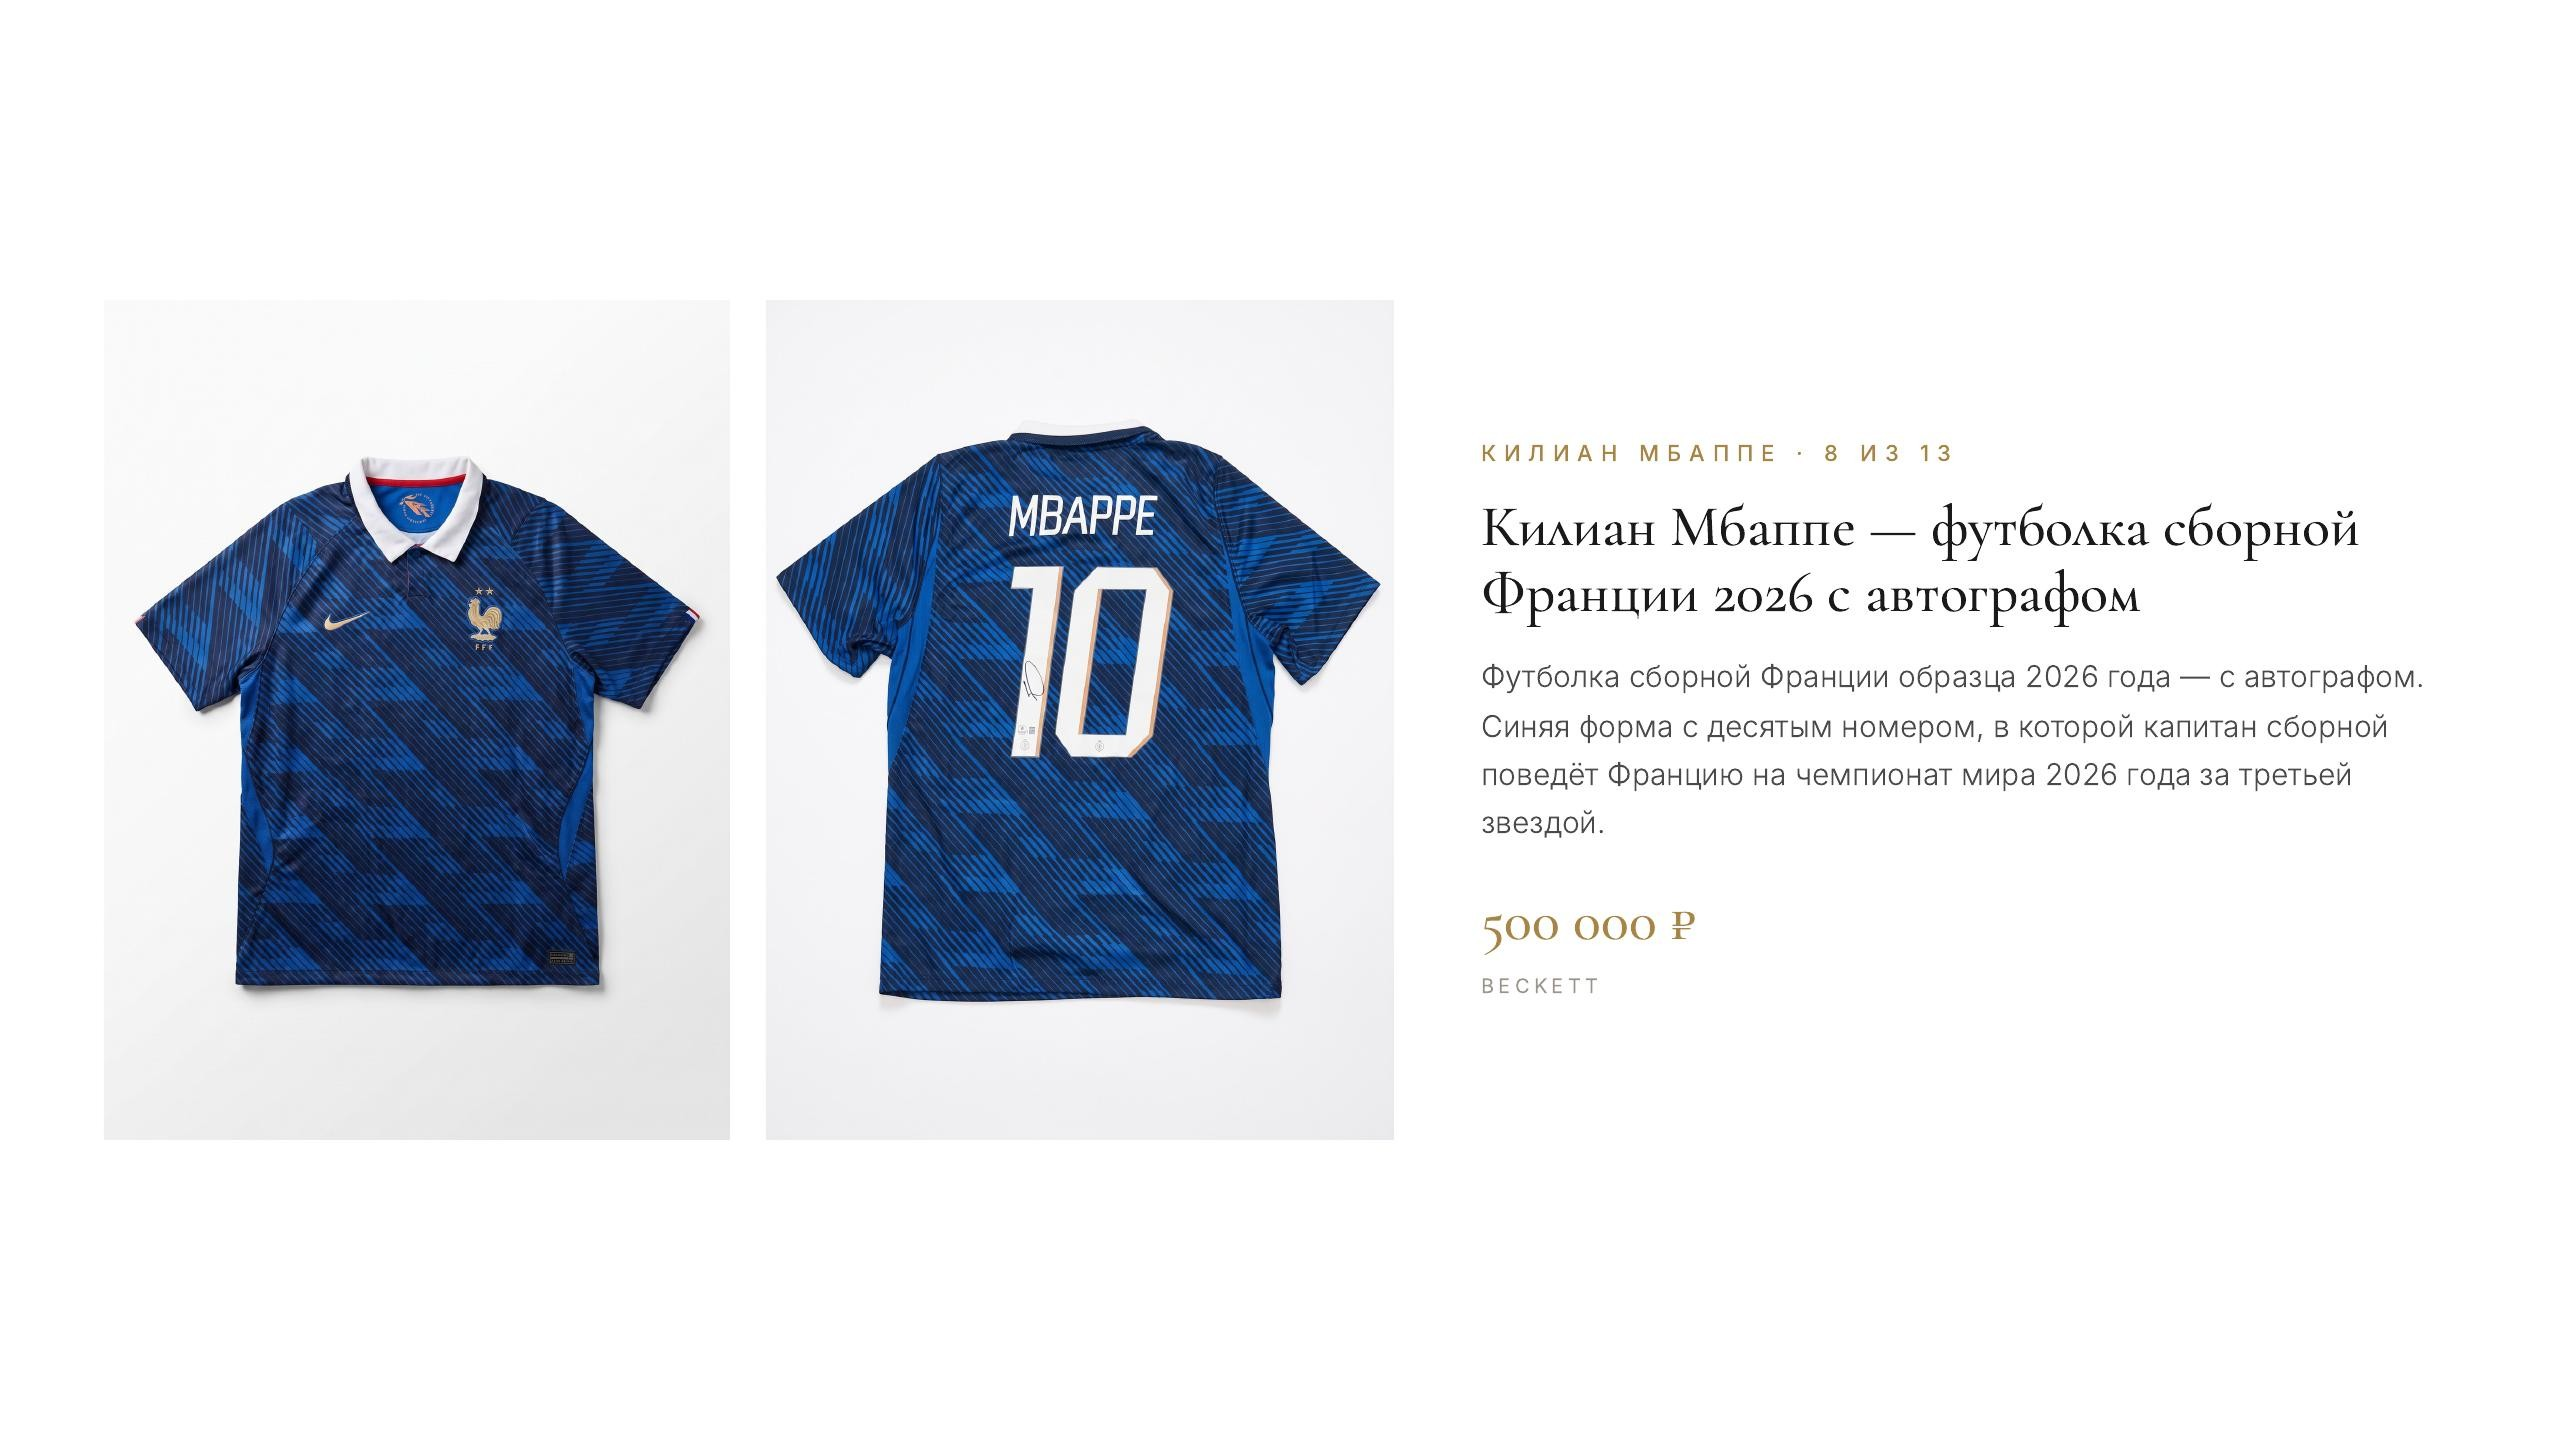 FFF
MBAPPE
10
КИЛИАН МБАППЕ · 8 ИЗ 13
Килиан Мбаппе — футболка сборной
Франции 2026 с автографом
Футболка сборной Франции образца 2026 года — с автографом.
Синяя форма с десятым номером, в которой капитан сборной
поведёт Францию на чемпионат мира 2026 года за третьей
звездой.
500 000 ₽
BECKETT